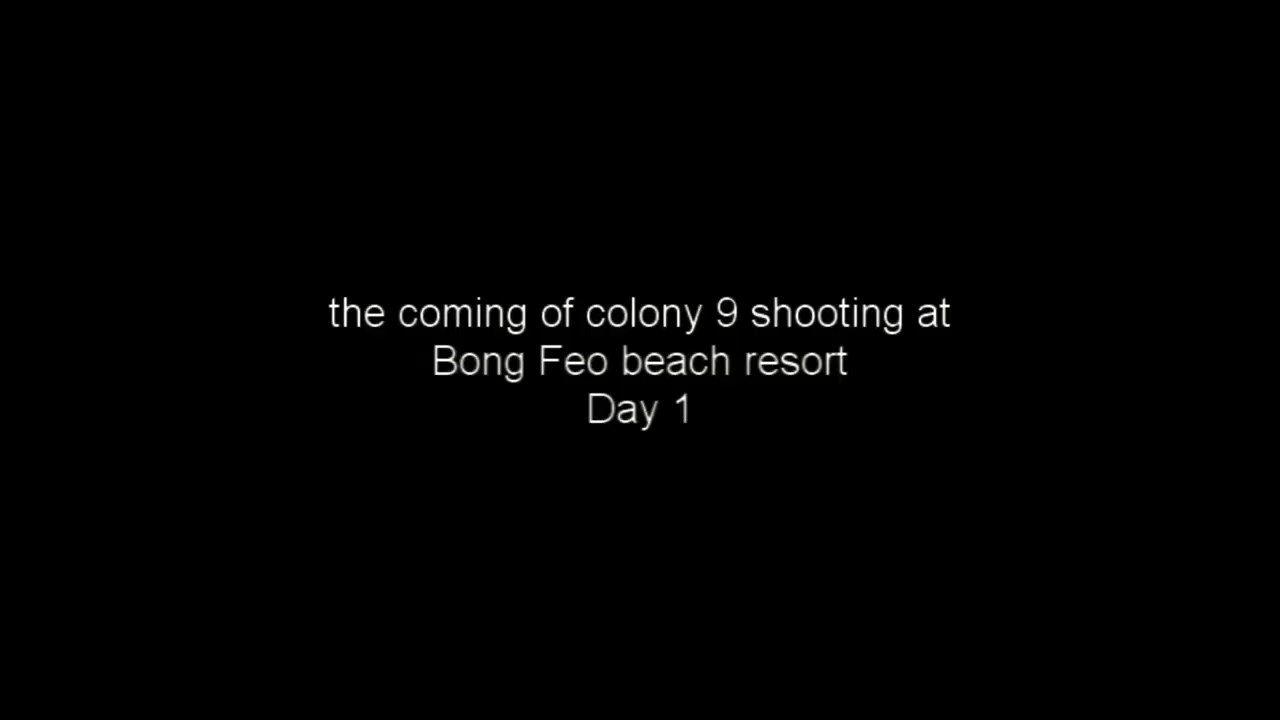 the coming of colony 9 shooting at
Bong Feo beach resort
Day 1